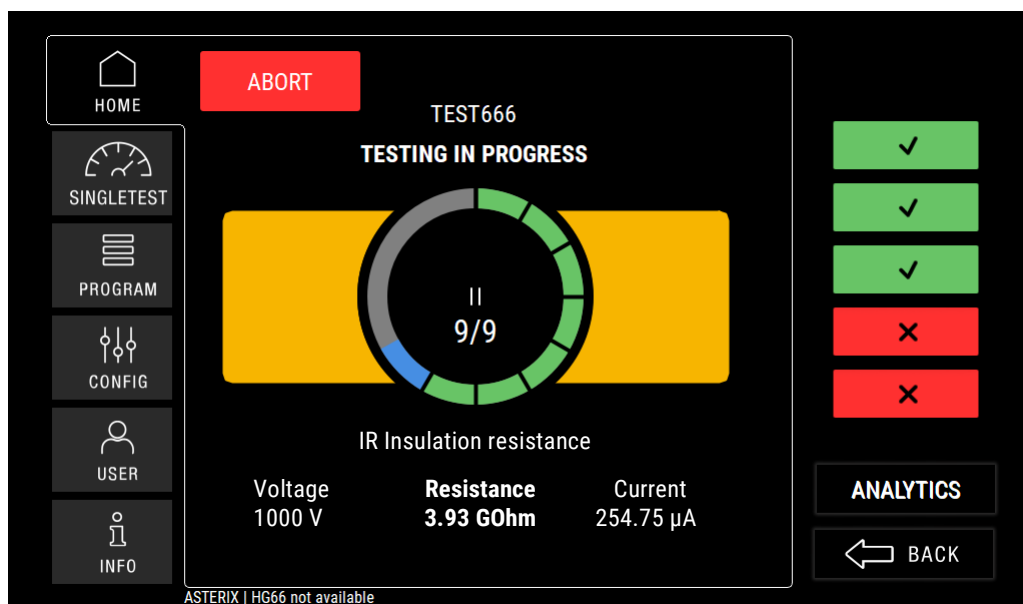 HOME
SINGLETEST
PROGRAM
CONFIG
USER
INFO
ABORT
TEST666
TESTING IN PROGRESS
9/9
IR Insulation resistance
Voltage Resistance Current
1000 V 3.93 GOhm 254.75 µA
ANALYTICS
BACK
ASTERIX | HG66 not available